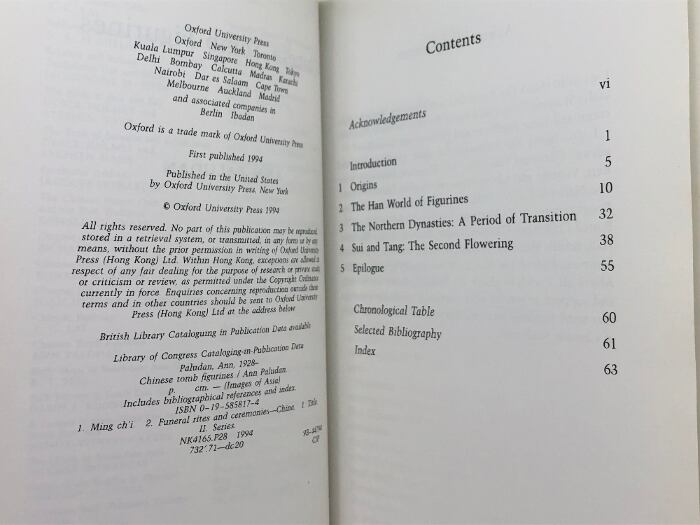 Oxford University Press
Oxford New York Toronto
Kuala Lumpur Singapore Hong Kong Tokyo
Delhi Bombay Calcutta Madras Karachi
Nairobi Dar es Salaam Cape Town
Melbourne Auckland Madrid
and associated companies in
Berlin Ibadan
Oxford is a trade mark of Oxford University Press
First published 1994
Published in the United States
by Oxford University Press, New York
© Oxford University Press 1994
All rights reserved. No part of this publication may be reproduced,
stored in a retrieval system, or transmitted, in any form or by any
means, without the prior permission in writing of Oxford University
Press (Hong Kong) Ltd. Within Hong Kong, exceptions are allowed in
respect of any fair dealing for the purpose of research or private study,
or criticism or review, as permitted under the Copyright Ordinance
currently in force. Enquiries concerning reproduction outside these
terms and in other countries should be sent to Oxford University
Press (Hong Kong) Ltd at the address below
British Library Cataloguing in Publication Data available
Library of Congress Cataloging-in-Publication Data
Paludan, Ann, 1928–
Chinese tomb figurines / Ann Paludan.
p. cm. — (Images of Asia)
Includes bibliographical references and index.
ISBN 0-19-585817-4
1. Ming ch'i 2. Funeral rites and ceremonies—China. I. Title.
II. Series.
NK4165.P28 1994
732'.71—dc20
CIP
Contents
Acknowledgements vi
Introduction 1
1 Origins 5
2 The Han World of Figurines 10
3 The Northern Dynasties: A Period of Transition 32
4 Sui and Tang: The Second Flowering 38
5 Epilogue 55
Chronological Table 60
Selected Bibliography 61
Index 63